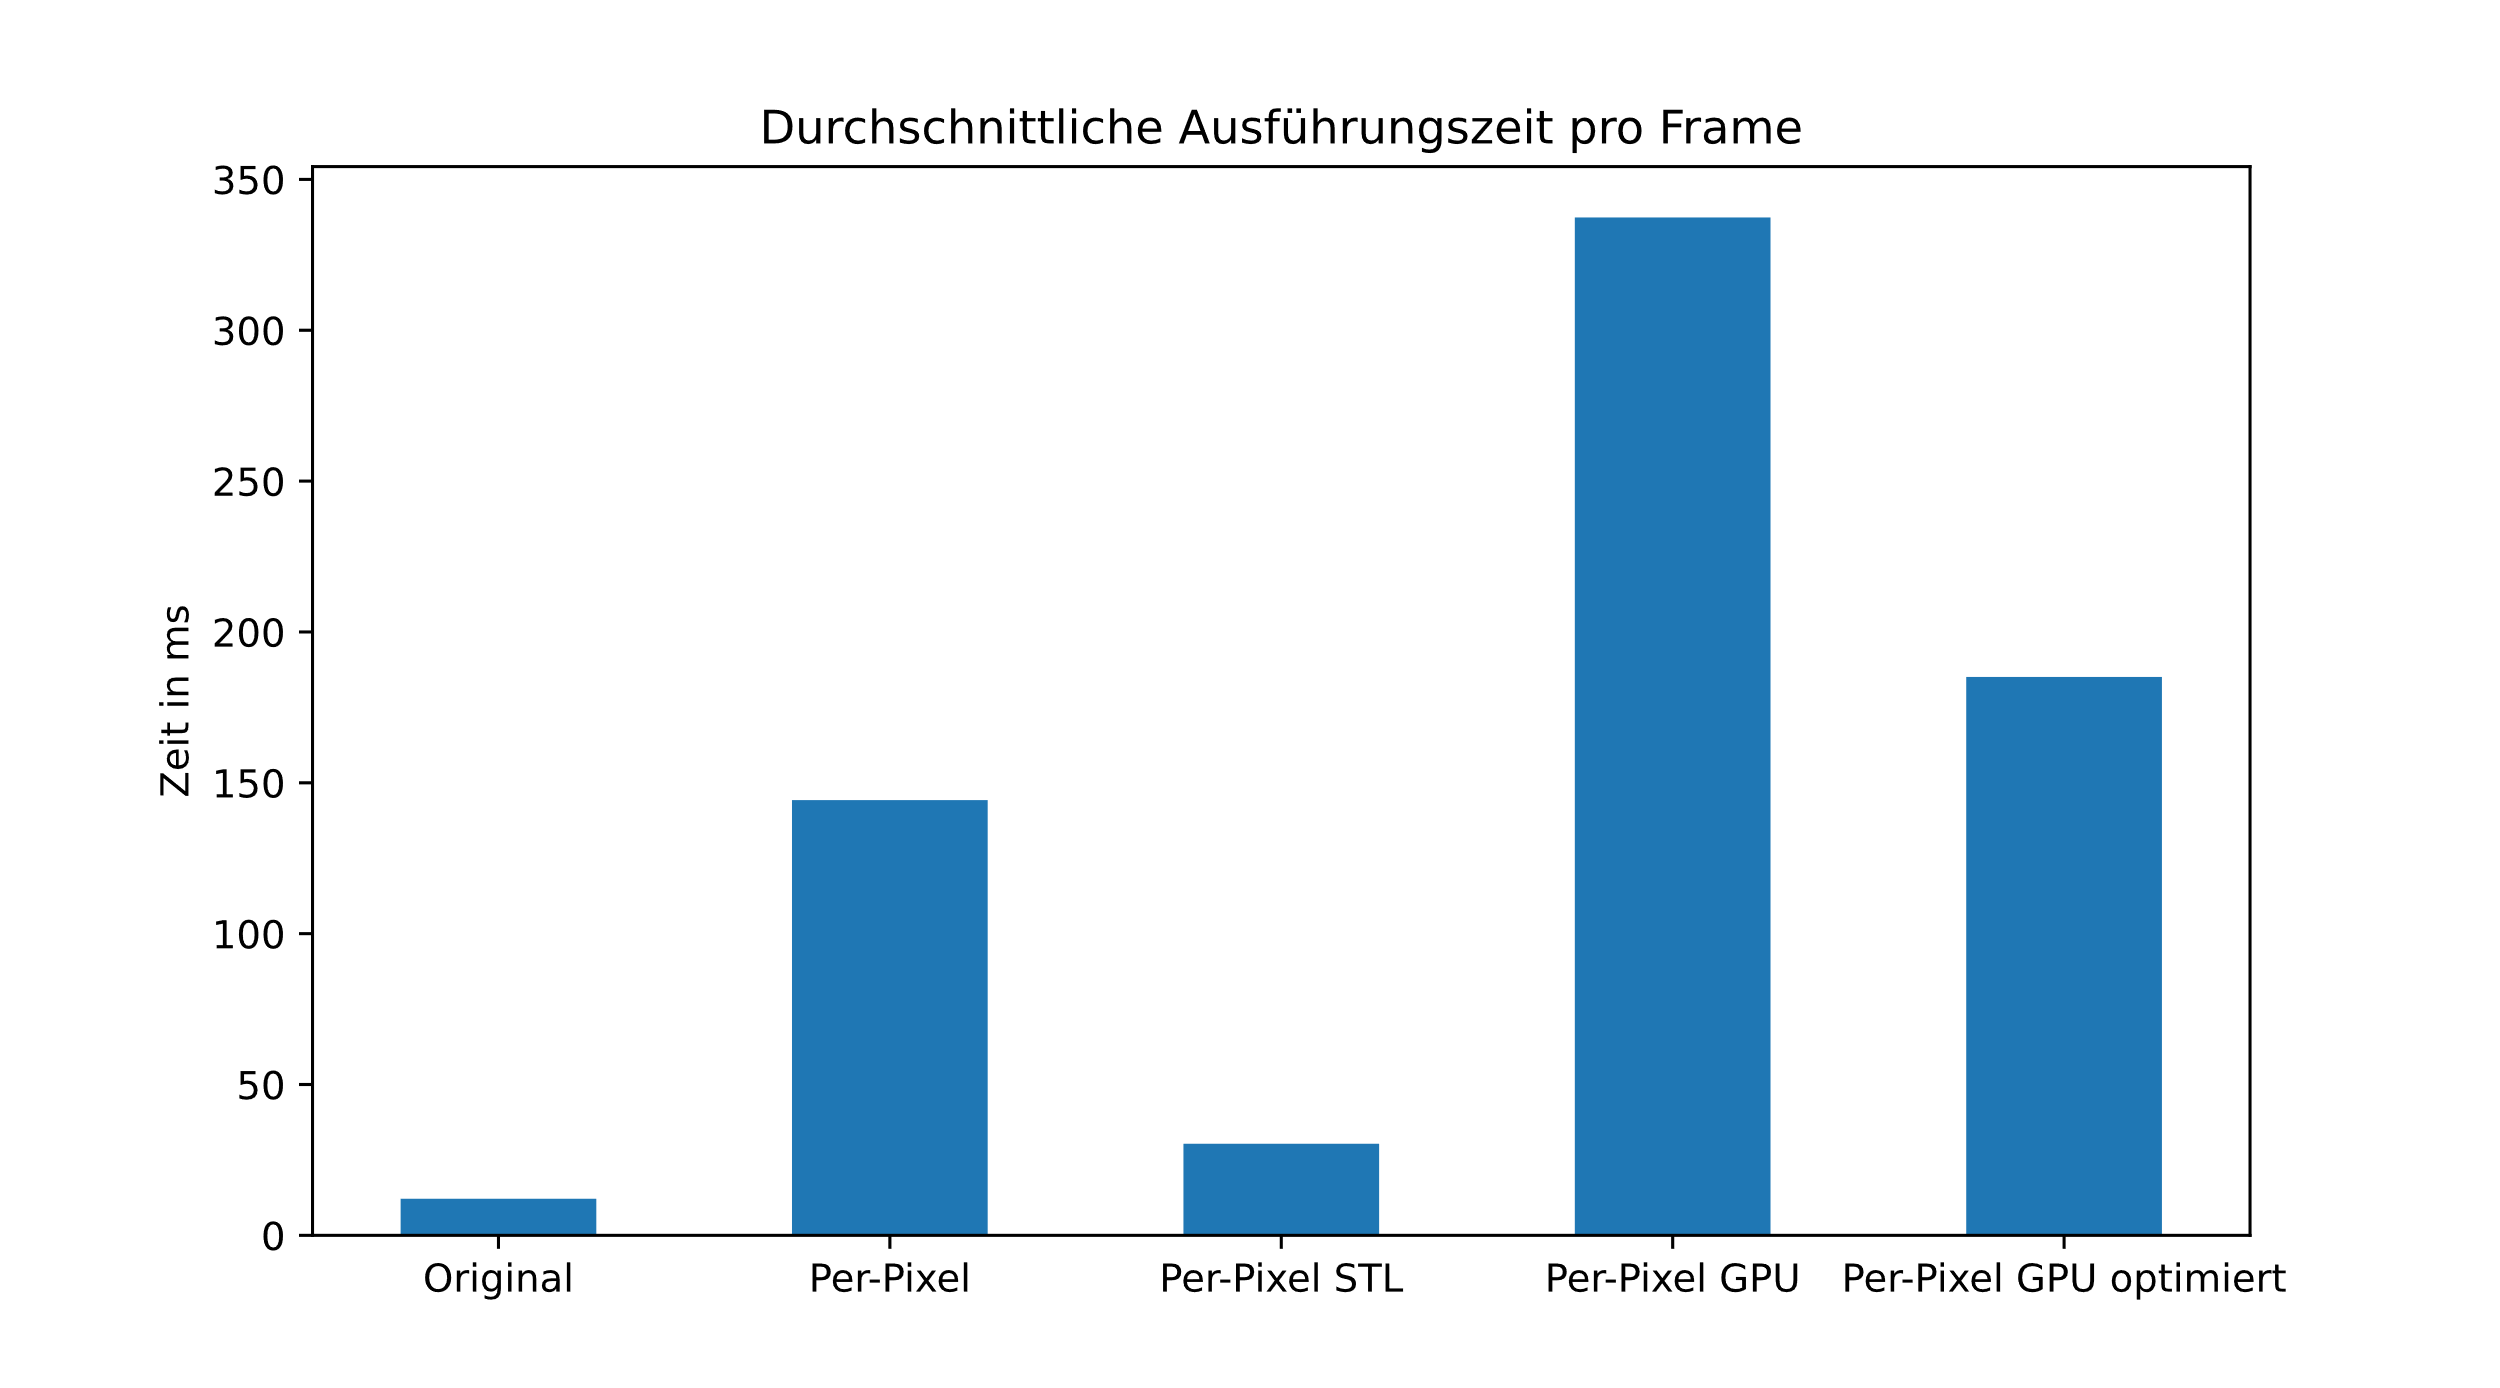 Durchschnittliche Ausführungszeit pro Frame
350
300
250
200
150
100
50
0
Zeit in ms
Original
Per-Pixel
Per-Pixel STL
Per-Pixel GPU
Per-Pixel GPU optimiert